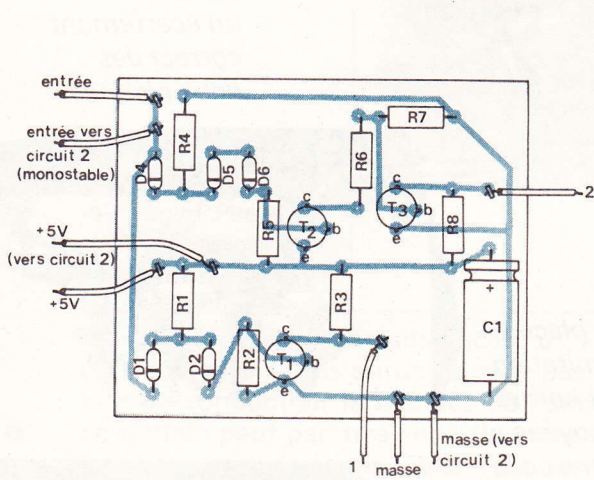 entrée
entrée vers
circuit 2
(monostable)
+5V
(vers circuit 2)
+5V
D4
R4
D5
D6
R5
R6
R7
c
T2
b
e
c
T3
b
e
R8
2
R1
R3
D1
D2
R2
c
T1
b
e
+
C1
-
1
masse
masse (vers
circuit 2)